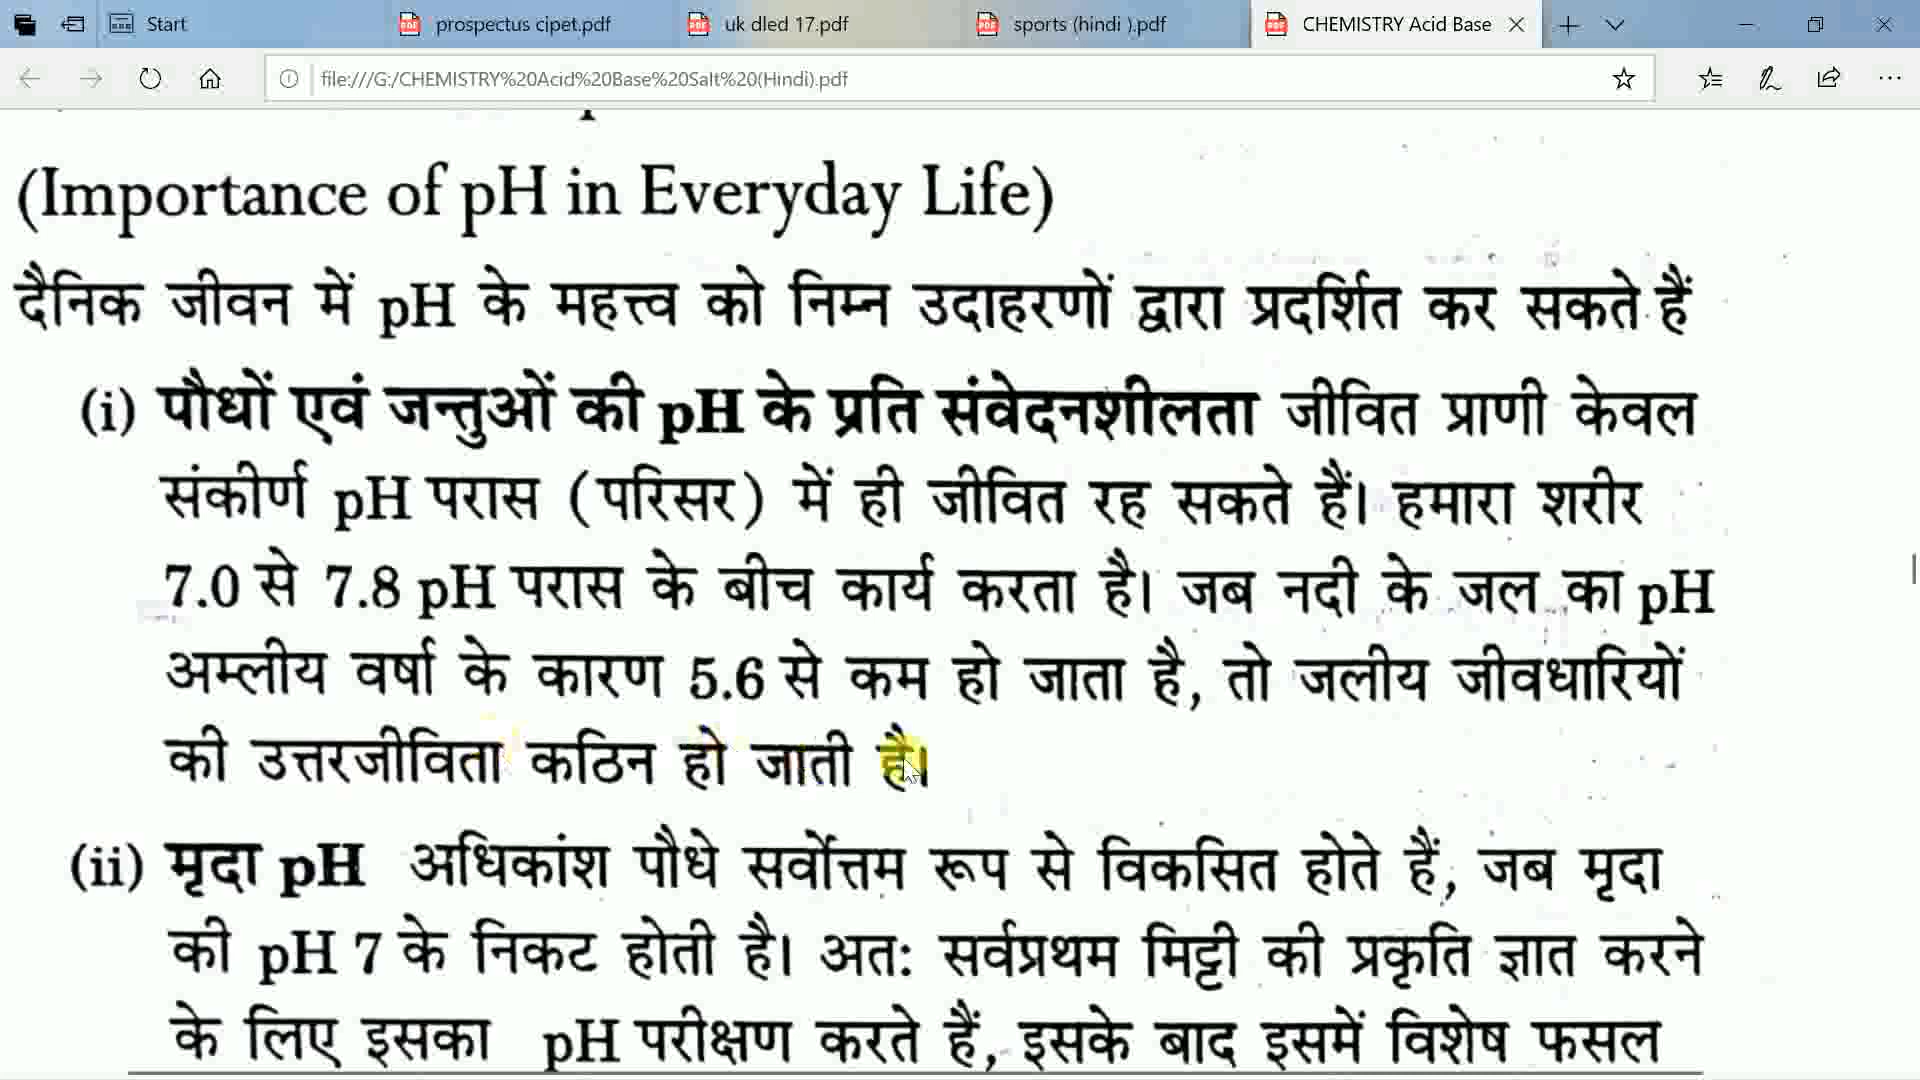 Start
prospectus cipet.pdf
uk dled 17.pdf
sports (hindi ).pdf
CHEMISTRY Acid Base
file:///G:/CHEMISTRY%20Acid%20Base%20Salt%20(Hindi).pdf
(Importance of pH in Everyday Life)
दैनिक जीवन में pH के महत्त्व को निम्न उदाहरणों द्वारा प्रदर्शित कर सकते हैं
(i) पौधों एवं जन्तुओं की pH के प्रति संवेदनशीलता जीवित प्राणी केवल
संकीर्ण pH परास (परिसर) में ही जीवित रह सकते हैं। हमारा शरीर
7.0 से 7.8 pH परास के बीच कार्य करता है। जब नदी के जल का pH
अम्लीय वर्षा के कारण 5.6 से कम हो जाता है, तो जलीय जीवधारियों
की उत्तरजीविता कठिन हो जाती है।
(ii) मृदा pH अधिकांश पौधे सर्वोत्तम रूप से विकसित होते हैं, जब मृदा
की pH 7 के निकट होती है। अत: सर्वप्रथम मिट्टी की प्रकृति ज्ञात करने
के लिए इसका pH परीक्षण करते हैं, इसके बाद इसमें विशेष फसल